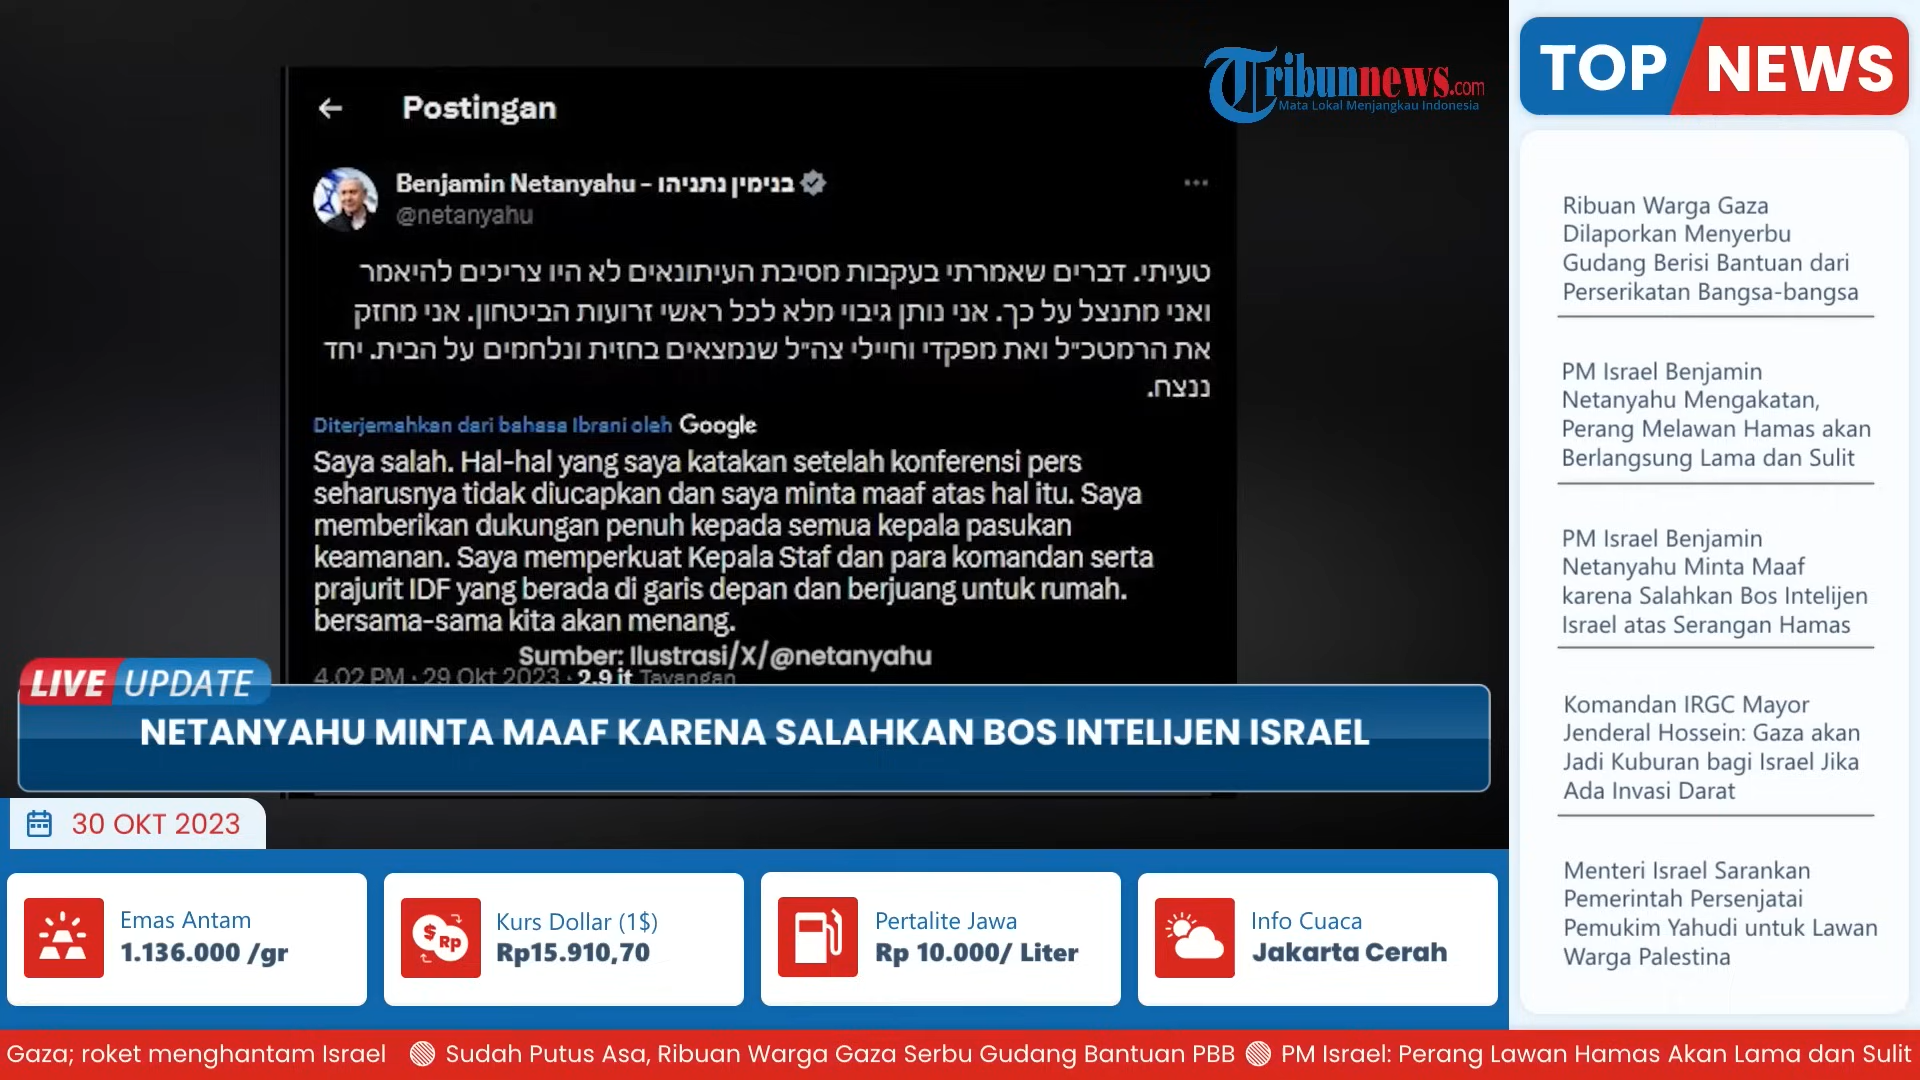 Tribunnews.com
Mata Lokal Menjangkau Indonesia
TOP NEWS
Postingan
Benjamin Netanyahu – בנימין נתניהו
@netanyahu
טעיתי. דברים שאמרתי בעקבות מסיבת העיתונאים לא היו צריכים להיאמר
ואני מתנצל על כך. אני נותן גיבוי מלא לכל ראשי זרועות הביטחון. אני מחזק
את הרמטכ״ל ואת מפקדי וחיילי צה״ל שנמצאים בחזית ונלחמים על הבית. יחד
ננצח.
Diterjemahkan dari bahasa Ibrani oleh Google
Saya salah. Hal-hal yang saya katakan setelah konferensi pers
seharusnya tidak diucapkan dan saya minta maaf atas hal itu. Saya
memberikan dukungan penuh kepada semua kepala pasukan
keamanan. Saya memperkuat Kepala Staf dan para komandan serta
prajurit IDF yang berada di garis depan dan berjuang untuk rumah.
bersama-sama kita akan menang.
Sumber: Ilustrasi/X/@netanyahu
4.02 PM · 29 Okt 2023 · 2,9 jt Tayangan
LIVE UPDATE
NETANYAHU MINTA MAAF KARENA SALAHKAN BOS INTELIJEN ISRAEL
30 OKT 2023
Emas Antam
1.136.000 /gr
Kurs Dollar (1$)
Rp15.910,70
Pertalite Jawa
Rp 10.000/ Liter
Info Cuaca
Jakarta Cerah
Ribuan Warga Gaza
Dilaporkan Menyerbu
Gudang Berisi Bantuan dari
Perserikatan Bangsa-bangsa
PM Israel Benjamin
Netanyahu Mengakatan,
Perang Melawan Hamas akan
Berlangsung Lama dan Sulit
PM Israel Benjamin
Netanyahu Minta Maaf
karena Salahkan Bos Intelijen
Israel atas Serangan Hamas
Komandan IRGC Mayor
Jenderal Hossein: Gaza akan
Jadi Kuburan bagi Israel Jika
Ada Invasi Darat
Menteri Israel Sarankan
Pemerintah Persenjatai
Pemukim Yahudi untuk Lawan
Warga Palestina
Gaza; roket menghantam Israel Sudah Putus Asa, Ribuan Warga Gaza Serbu Gudang Bantuan PBB PM Israel: Perang Lawan Hamas Akan Lama dan Sulit